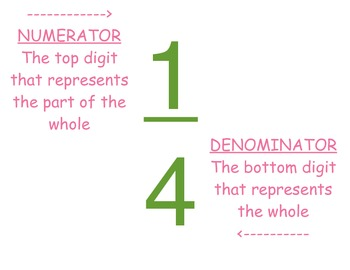 ------------>
NUMERATOR
The top digit
that represents
the part of the
whole
1
4
DENOMINATOR
The bottom digit
that represents
the whole
<----------